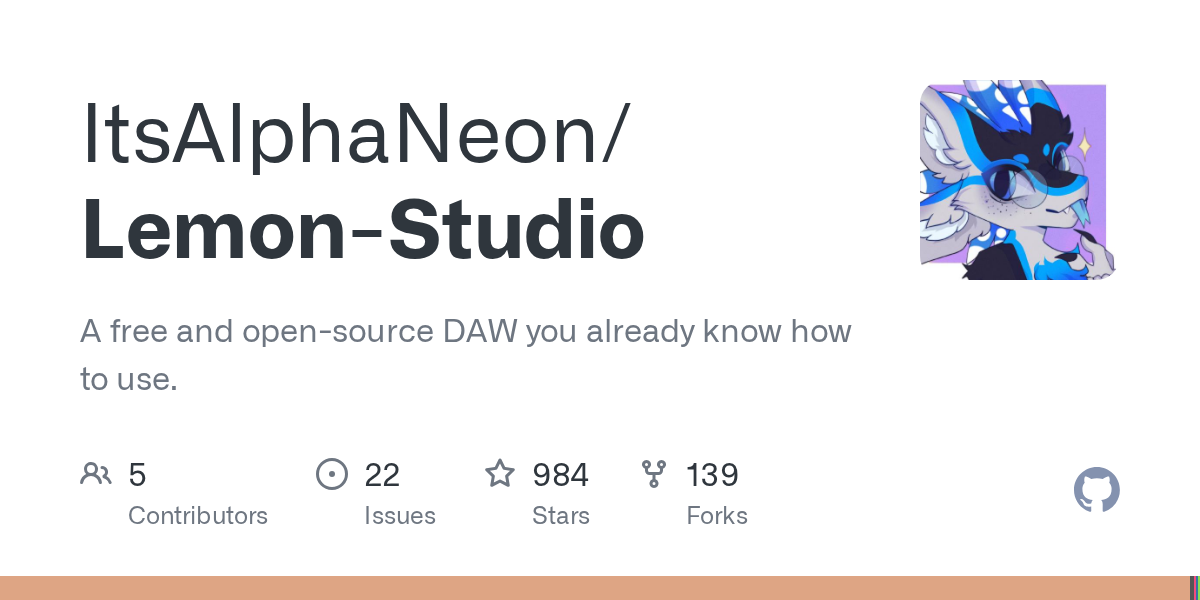 ItsAlphaNeon/
Lemon-Studio
A free and open-source DAW you already know how
to use.
5
Contributors
22
Issues
984
Stars
139
Forks